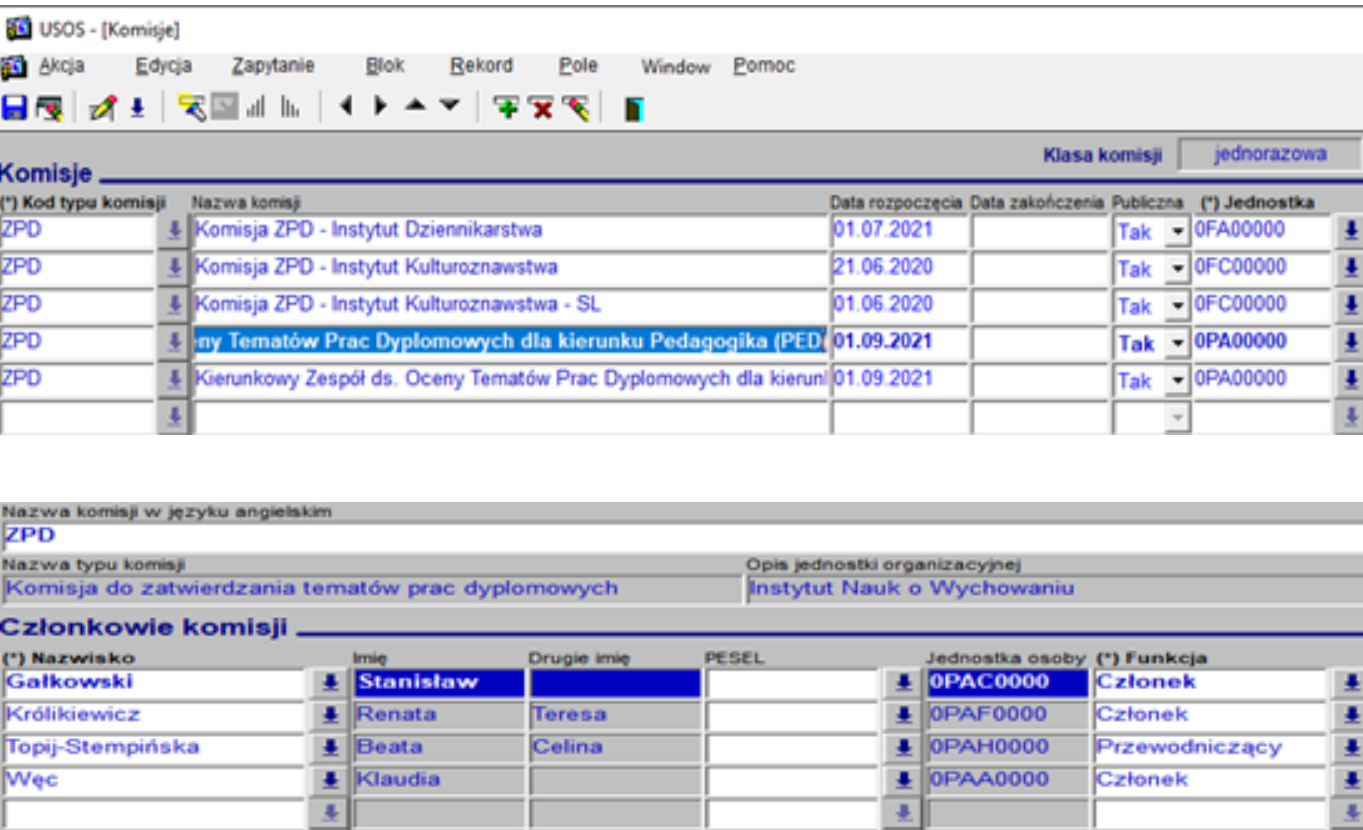 USOS - [Komisje]
Akcja Edycja Zapytanie Blok Rekord Pole Window Pomoc
Klasa komisji jednorazowa
Komisje
(*) Kod typu komisji Nazwa komisji Data rozpoczęcia Data zakończenia Publiczna (*) Jednostka
ZPD Komisja ZPD - Instytut Dziennikarstwa 01.07.2021 Tak 0FA00000
ZPD Komisja ZPD - Instytut Kulturoznawstwa 21.06.2020 Tak 0FC00000
ZPD Komisja ZPD - Instytut Kulturoznawstwa - SL 01.06.2020 Tak 0FC00000
ZPD eny Tematów Prac Dyplomowych dla kierunku Pedagogika (PED 01.09.2021 Tak 0PA00000
ZPD Kierunkowy Zespół ds. Oceny Tematów Prac Dyplomowych dla kierun 01.09.2021 Tak 0PA00000
Nazwa komisji w języku angielskim
ZPD
Nazwa typu komisji Opis jednostki organizacyjnej
Komisja do zatwierdzania tematów prac dyplomowych Instytut Nauk o Wychowaniu
Członkowie komisji
(*) Nazwisko Imię Drugie imię PESEL Jednostka osoby (*) Funkcja
Gałkowski Stanisław 0PAC0000 Członek
Królikiewicz Renata Teresa 0PAF0000 Członek
Topij-Stempińska Beata Celina 0PAH0000 Przewodniczący
Węc Klaudia 0PAA0000 Członek